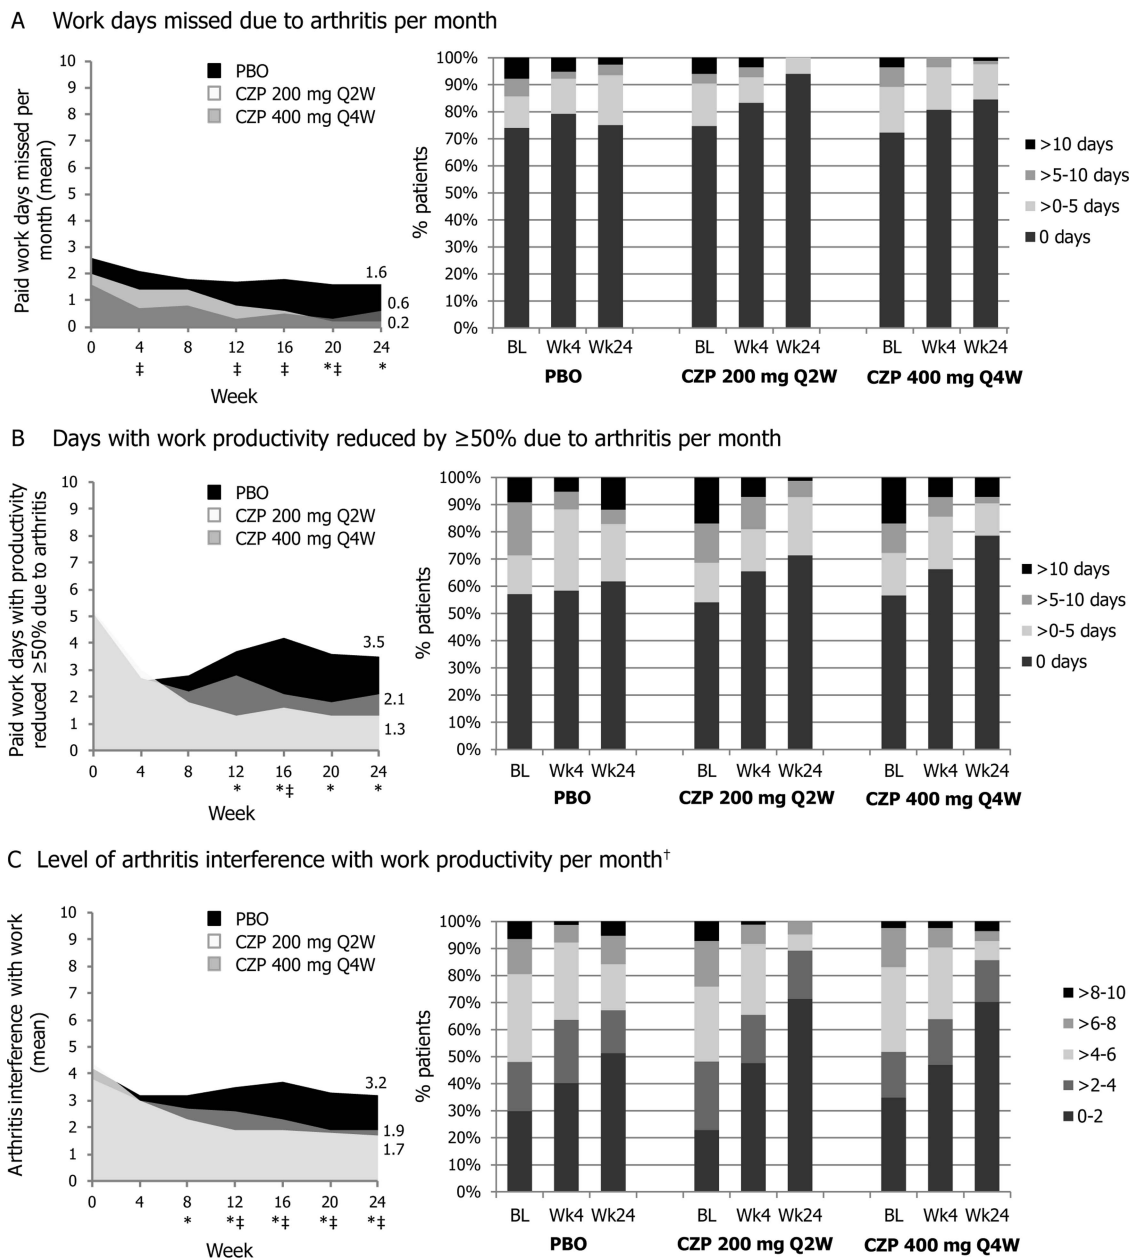 A Work days missed due to arthritis per month
Paid work days missed per
month (mean)
10
9
8
7
6
5
4
3
2
1
0
PBO
CZP 200 mg Q2W
CZP 400 mg Q4W
1.6
0.6
0.2
0 4 8 12 16 20 24
‡ ‡ ‡ *‡ *
Week
% patients
100%
90%
80%
70%
60%
50%
40%
30%
20%
10%
0%
BL Wk4 Wk24 BL Wk4 Wk24 BL Wk4 Wk24
PBO CZP 200 mg Q2W CZP 400 mg Q4W
>10 days
>5-10 days
>0-5 days
0 days
B Days with work productivity reduced by ≥50% due to arthritis per month
Paid work days with productivity
reduced ≥50% due to arthritis
10
9
8
7
6
5
4
3
2
1
0
PBO
CZP 200 mg Q2W
CZP 400 mg Q4W
3.5
2.1
1.3
0 4 8 12 16 20 24
* *‡ * *
Week
% patients
100%
90%
80%
70%
60%
50%
40%
30%
20%
10%
0%
BL Wk4 Wk24 BL Wk4 Wk24 BL Wk4 Wk24
PBO CZP 200 mg Q2W CZP 400 mg Q4W
>10 days
>5-10 days
>0-5 days
0 days
C Level of arthritis interference with work productivity per month†
Arthritis interference with work
(mean)
10
9
8
7
6
5
4
3
2
1
0
PBO
CZP 200 mg Q2W
CZP 400 mg Q4W
3.2
1.9
1.7
0 4 8 12 16 20 24
* *‡ *‡ *‡ *‡
Week
% patients
100%
90%
80%
70%
60%
50%
40%
30%
20%
10%
0%
BL Wk4 Wk24 BL Wk4 Wk24 BL Wk4 Wk24
PBO CZP 200 mg Q2W CZP 400 mg Q4W
>8-10
>6-8
>4-6
>2-4
0-2